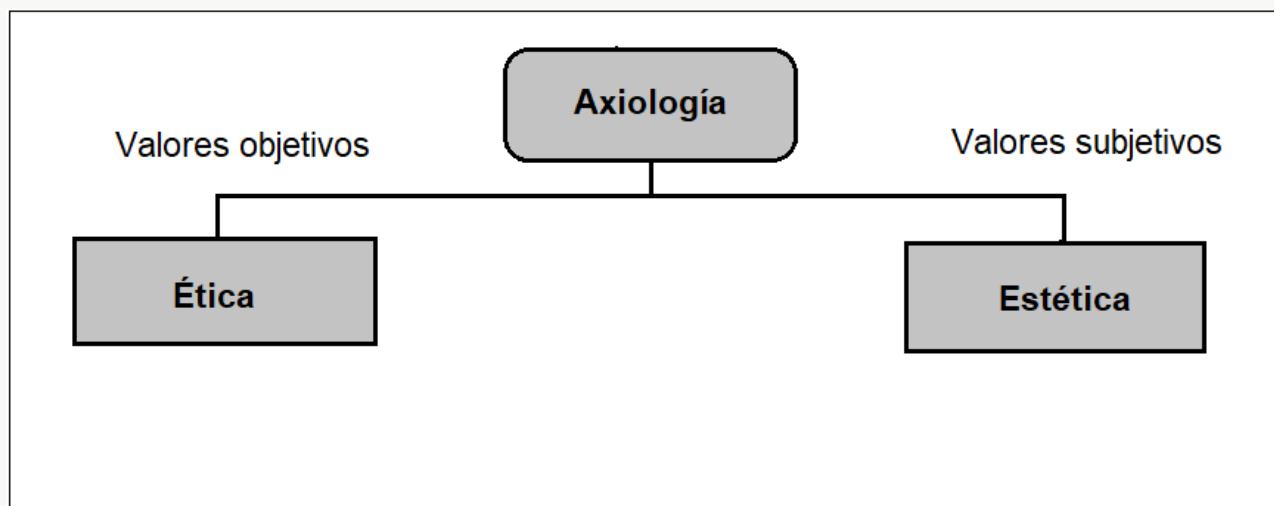 Axiología
Valores objetivos
Valores subjetivos
Ética
Estética